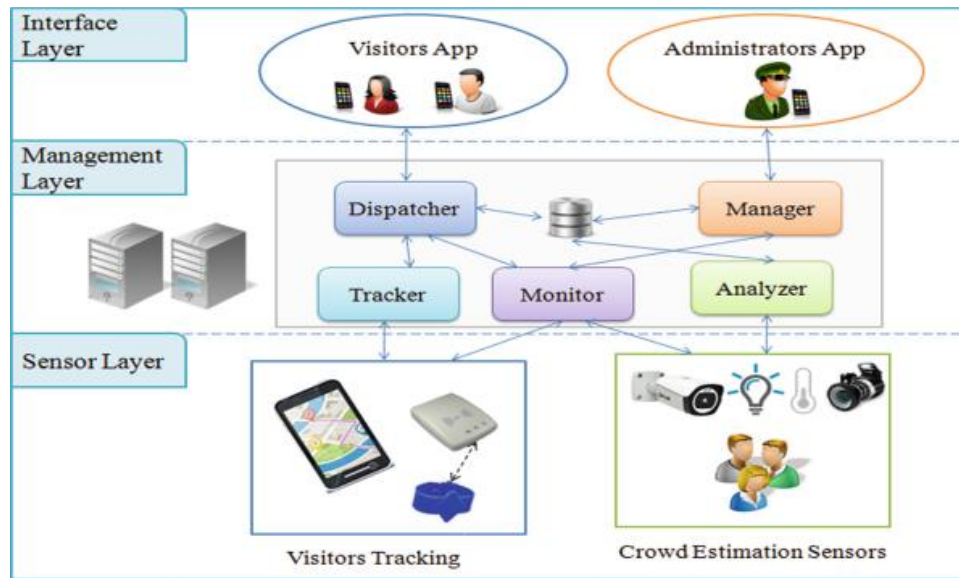 Interface
Layer
Visitors App
Administrators App
Management
Layer
Dispatcher
Manager
Tracker
Monitor
Analyzer
Sensor Layer
Visitors Tracking
Crowd Estimation Sensors